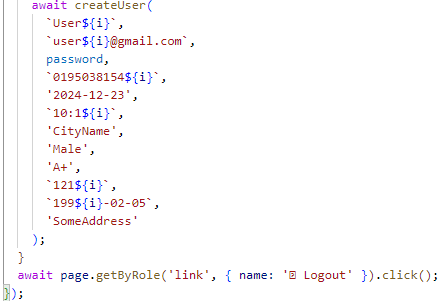 await createUser(
`User${i}`,
`user${i}@gmail.com`,
password,
`0195038154${i}`,
'2024-12-23',
`10:1${i}`,
'CityName',
'Male',
'A+',
`121${i}`,
`199${i}-02-05`,
'SomeAddress'
);
}
await page.getByRole('link', { name: ' Logout' }).click();
});